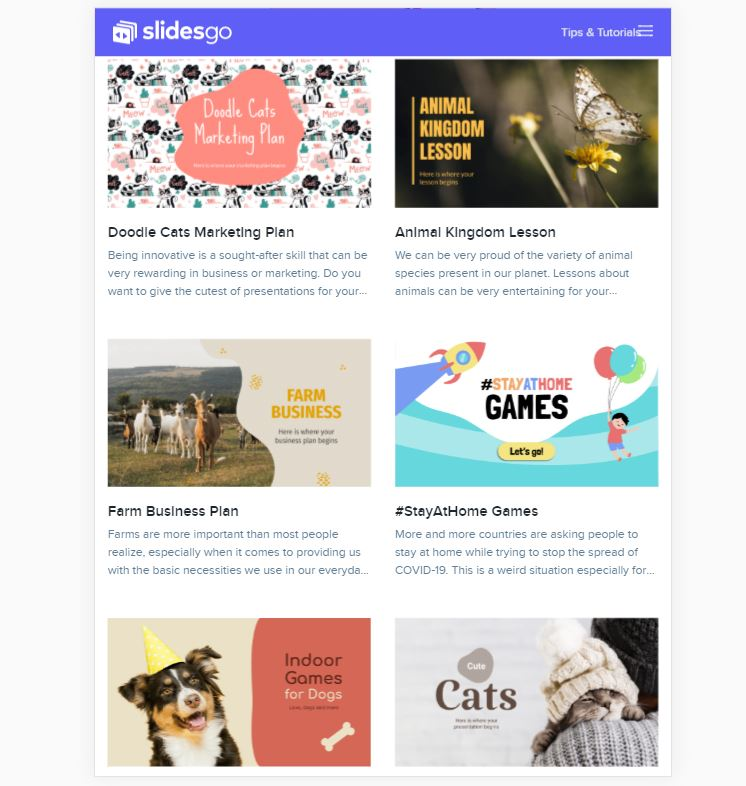 slidesgo
Tips & Tutorials
Doodle Cats
Marketing Plan
Here is where your marketing plan begins
Doodle Cats Marketing Plan
Being innovative is a sought-after skill that can be
very rewarding in business or marketing. Do you
want to give the cutest of presentations for your...
ANIMAL
KINGDOM
LESSON
Here is where your
lesson begins
Animal Kingdom Lesson
We can be very proud of the variety of animal
species present in our planet. Lessons about
animals can be very entertaining for your...
FARM
BUSINESS
Here is where your
business plan begins
Farm Business Plan
Farms are more important than most people
realize, especially when it comes to providing us
with the basic necessities we use in our everyda...
#STAYATHOME
GAMES
Let's go!
#StayAtHome Games
More and more countries are asking people to
stay at home while trying to stop the spread of
COVID-19. This is a weird situation especially for...
Indoor
Games
for Dogs
Love, dogs and more
Cute
Cats
Here is where your
presentation begins